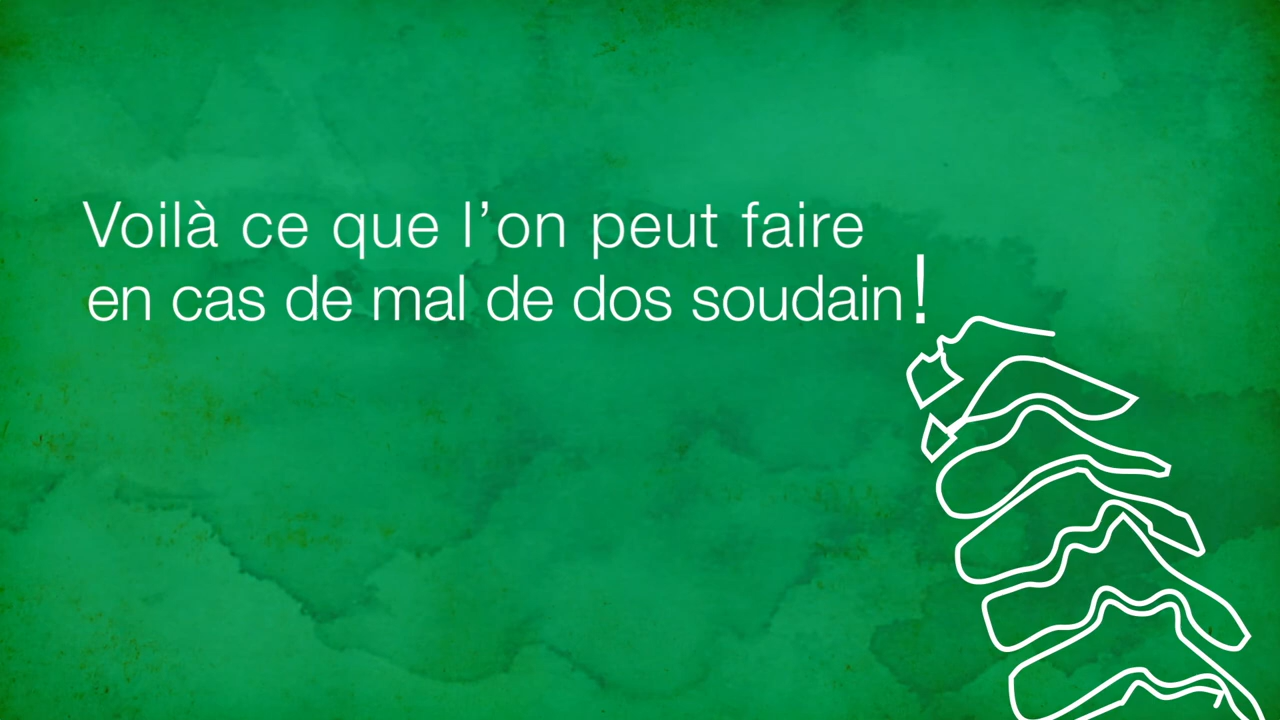 Voilà ce que l’on peut faire
en cas de mal de dos soudain!